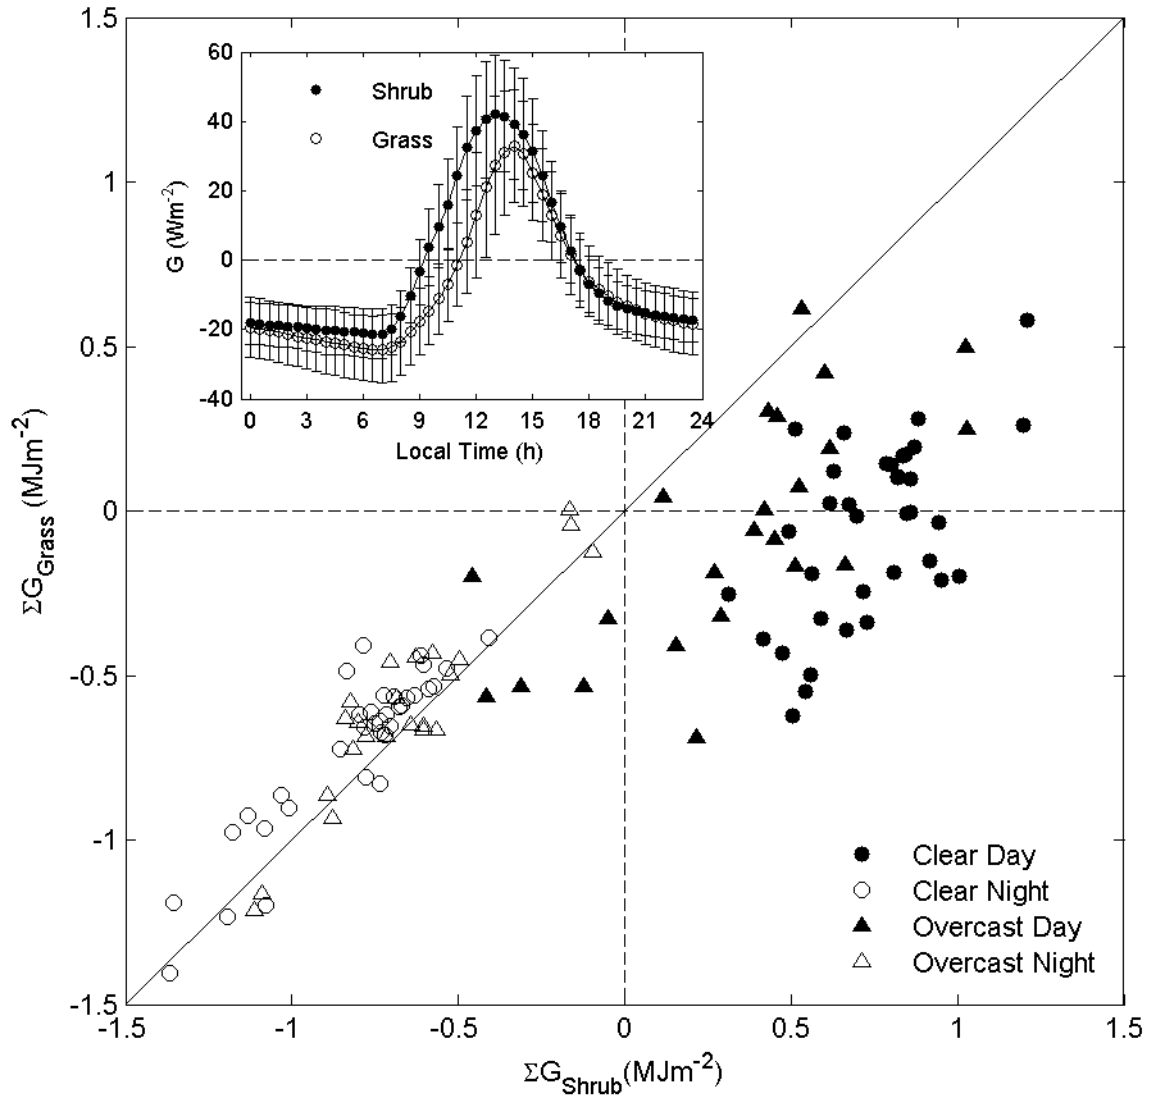 1.5
1
0.5
0
-0.5
-1
-1.5
ΣG_Grass (MJm⁻²)
60
40
20
0
-20
-40
G (Wm⁻²)
Shrub
Grass
0 3 6 9 12 15 18 21 24
Local Time (h)
Clear Day
Clear Night
Overcast Day
Overcast Night
-1.5 -1 -0.5 0 0.5 1 1.5
ΣG_Shrub(MJm⁻²)